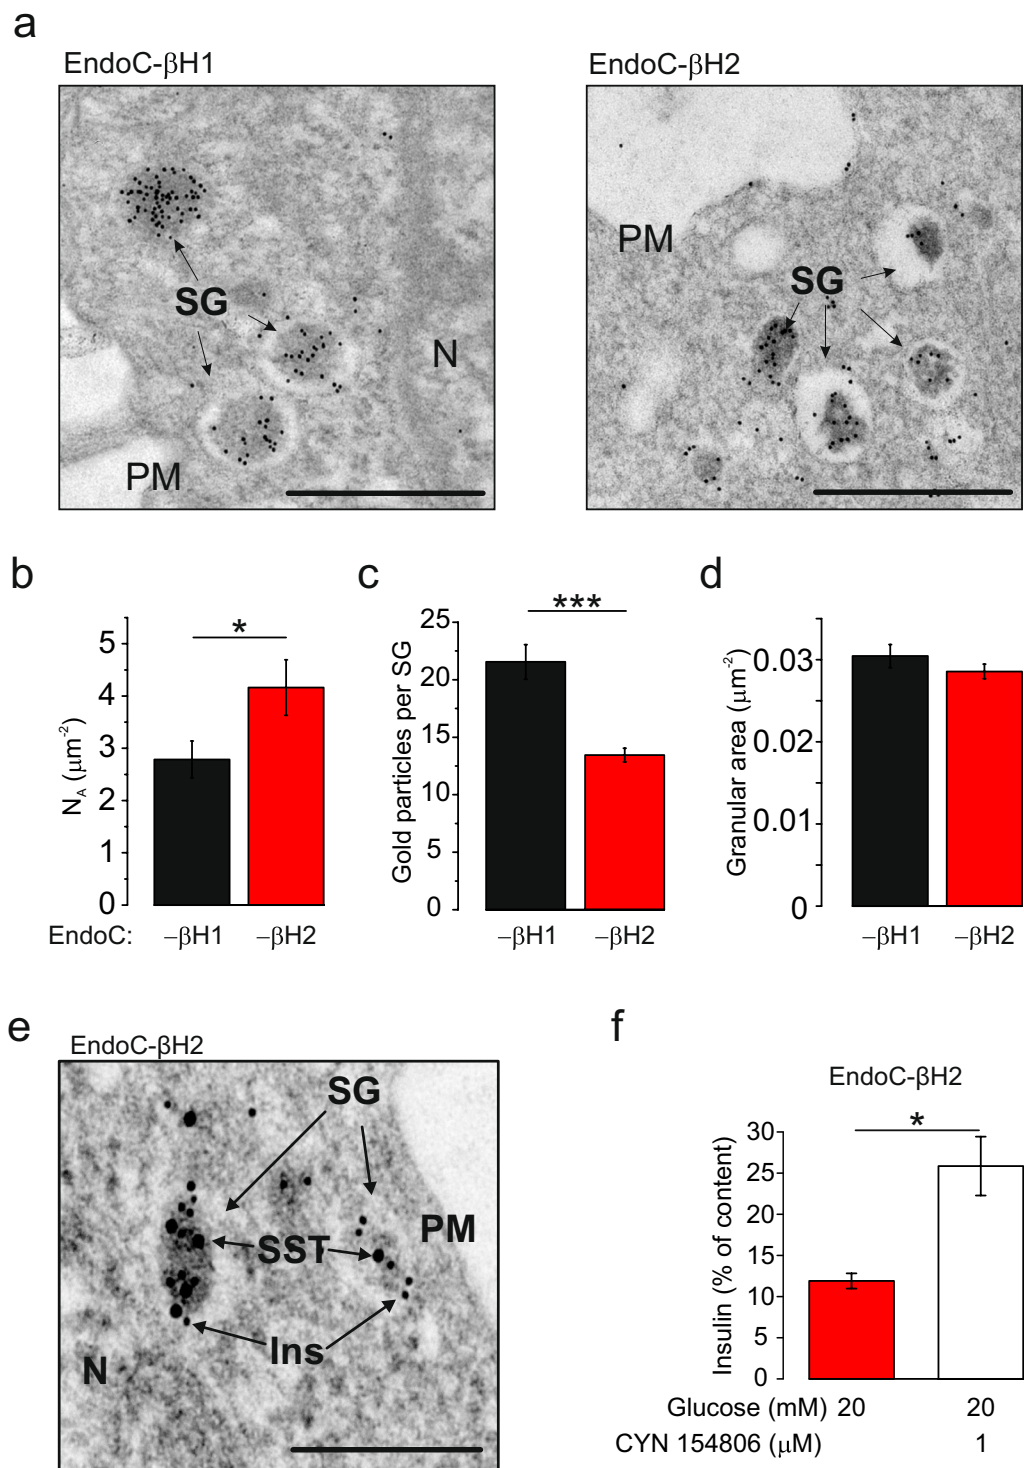 a
EndoC-βH1
EndoC-βH2
SG
N
PM
PM
SG
b
c
d
*
N_A (μm⁻²)
5
4
3
2
1
0
EndoC:
−βH1
−βH2
***
Gold particles per SG
25
20
15
10
5
0
−βH1
−βH2
Granular area (μm⁻²)
0.03
0.02
0.01
0
−βH1
−βH2
e
EndoC-βH2
SG
PM
SST
Ins
N
f
EndoC-βH2
*
Insulin (% of content)
30
25
20
15
10
5
0
Glucose (mM) 20 20
CYN 154806 (μM) 1